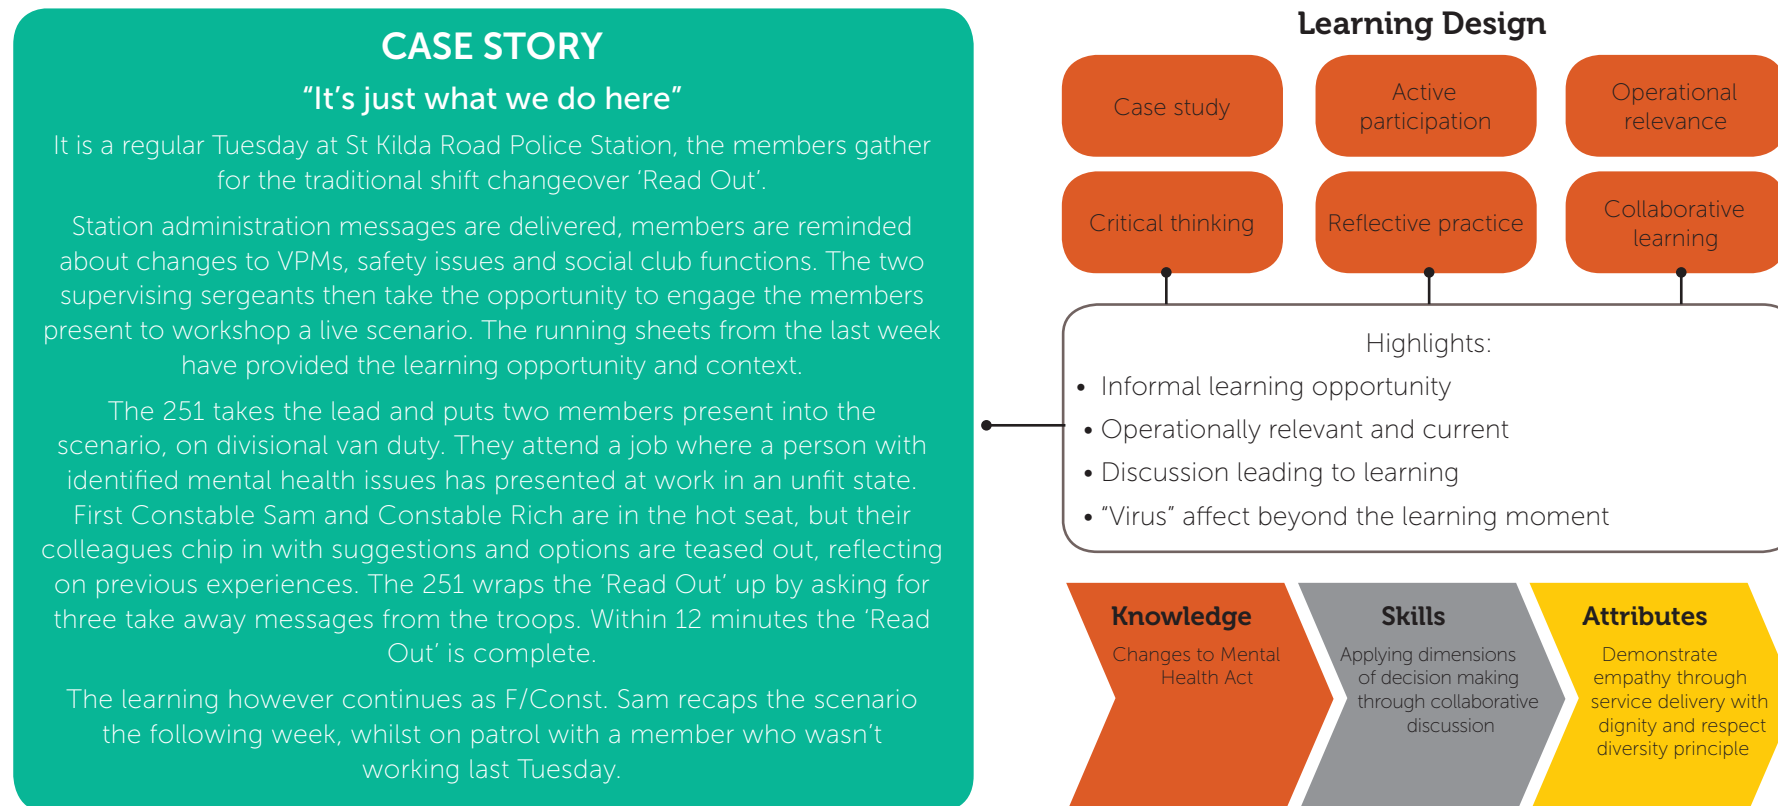 CASE STORY
“It’s just what we do here”
It is a regular Tuesday at St Kilda Road Police Station, the members gather
for the traditional shift changeover ‘Read Out’.
Station administration messages are delivered, members are reminded
about changes to VPMs, safety issues and social club functions. The two
supervising sergeants then take the opportunity to engage the members
present to workshop a live scenario. The running sheets from the last week
have provided the learning opportunity and context.
The 251 takes the lead and puts two members present into the
scenario, on divisional van duty. They attend a job where a person with
identified mental health issues has presented at work in an unfit state.
First Constable Sam and Constable Rich are in the hot seat, but their
colleagues chip in with suggestions and options are teased out, reflecting
on previous experiences. The 251 wraps the ‘Read Out’ up by asking for
three take away messages from the troops. Within 12 minutes the ‘Read
Out’ is complete.
The learning however continues as F/Const. Sam recaps the scenario
the following week, whilst on patrol with a member who wasn’t
working last Tuesday.
Learning Design
Case study
Active
participation
Operational
relevance
Critical thinking
Reflective practice
Collaborative
learning
Highlights:
• Informal learning opportunity
• Operationally relevant and current
• Discussion leading to learning
• “Virus” affect beyond the learning moment
Knowledge
Changes to Mental
Health Act
Skills
Applying dimensions
of decision making
through collaborative
discussion
Attributes
Demonstrate
empathy through
service delivery with
dignity and respect
diversity principle